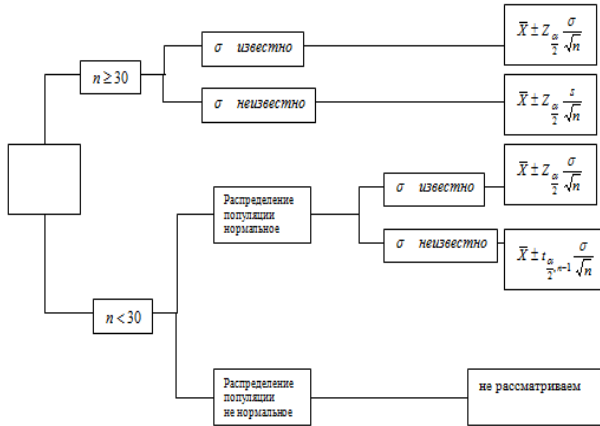 n ≥ 30
σ известно
X̄ ± Z_{α/2} σ/√n
σ неизвестно
X̄ ± Z_{α/2} s/√n
n < 30
Распределение
популяции
нормальное
σ известно
X̄ ± Z_{α/2} σ/√n
σ неизвестно
X̄ ± t_{α/2, n−1} σ/√n
Распределение
популяции
не нормальное
не рассматриваем